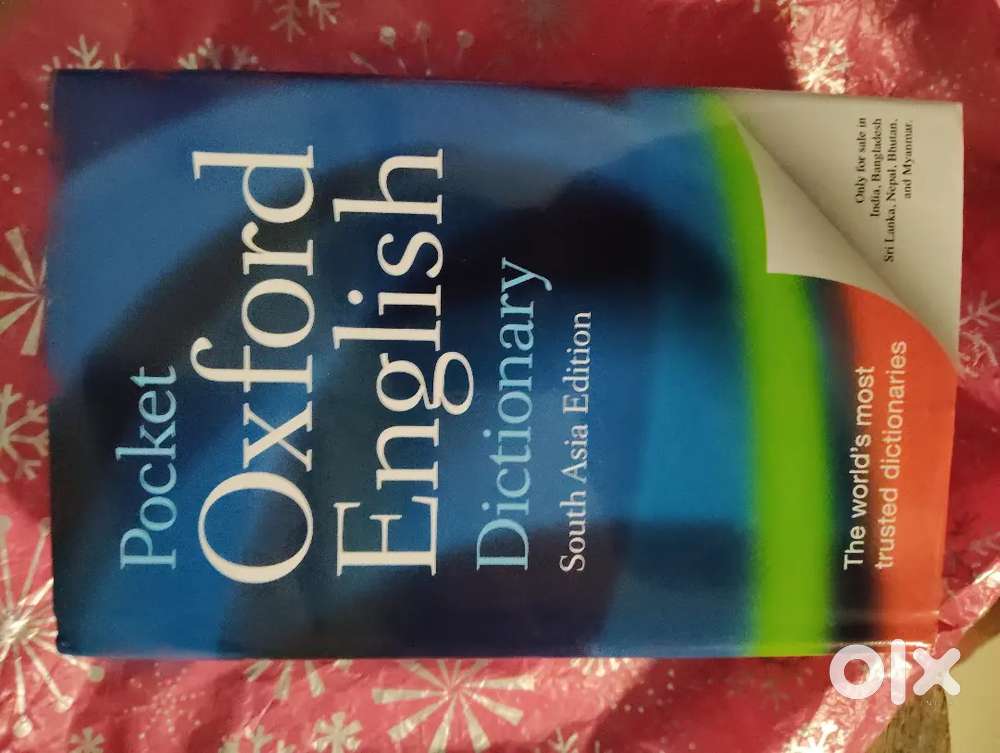 Pocket
Oxford
English
Dictionary
South Asia Edition
The world's most
trusted dictionaries
Only for sale in
India, Bangladesh
Sri Lanka, Nepal, Bhutan,
and Myanmar.
olx